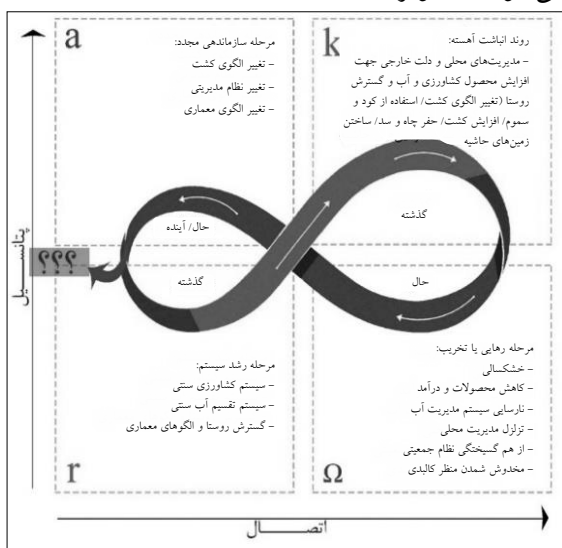 a
مرحله سازماندهی مجدد:
- تغییر الگوی کشت
- تغییر نظام مدیریتی
- تغییر الگوی معماری
k
روند انباشت آهسته:
- مدیریت‌های محلی و دلت خارجی جهت
افزایش محصول کشاورزی و آب و گسترش
روستا (تغییر الگوی کشت/ استفاده از کود و
سموم/ افزایش کشت/ حفر چاه و سد/ ساختن
زمین‌های حاشیه
گذشته
حال/ آینده
؟؟؟
گذشته
حال
مرحله رشد سیستم:
- سیستم کشاورزی سنتی
- سیستم تقسیم آب سنتی
- گسترش روستا و الگوهای معماری
r
مرحله رهایی یا تخریب:
- خشکسالی
- کاهش محصولات و درآمد
- نارسایی سیستم مدیریت آب
- تزلزل مدیریت محلی
- از هم گسیختگی نظام جمعیتی
- مخدوش شمدن منظر کالبدی
Ω
پتانسیل
اتصال